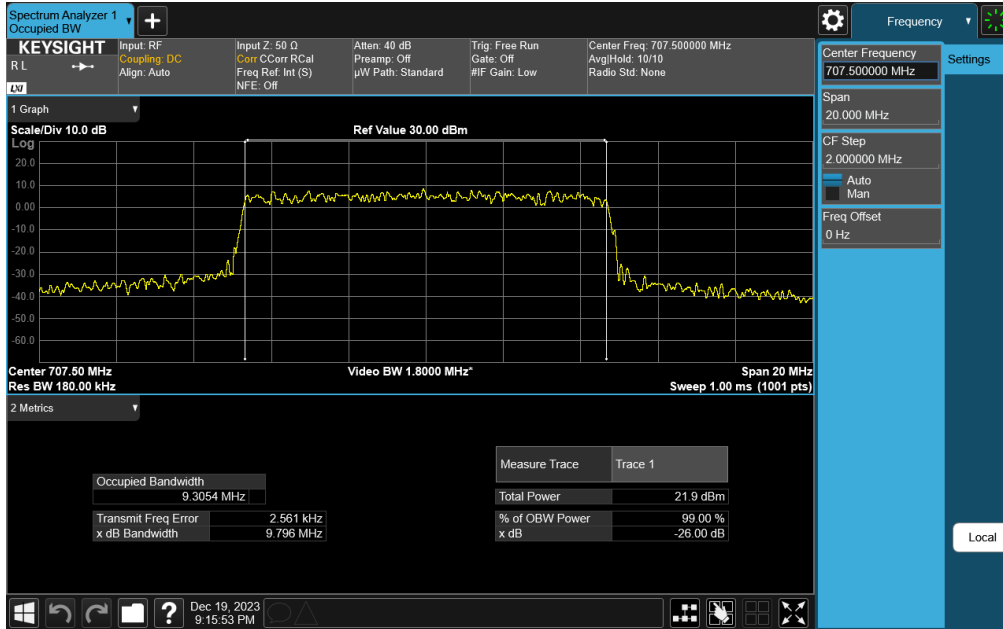 Spectrum Analyzer 1
Occupied BW
Frequency
KEYSIGHT
R L
LXI
Input: RF
Coupling: DC
Align: Auto
Input Z: 50 Ω
Corr CCorr RCal
Freq Ref: Int (S)
NFE: Off
Atten: 40 dB
Preamp: Off
µW Path: Standard
Trig: Free Run
Gate: Off
#IF Gain: Low
Center Freq: 707.500000 MHz
Avg|Hold: 10/10
Radio Std: None
Center Frequency
707.500000 MHz
Settings
Span
20.000 MHz
CF Step
2.000000 MHz
Auto
Man
Freq Offset
0 Hz
Local
1 Graph
Scale/Div 10.0 dB
Ref Value 30.00 dBm
Log
20.0
10.0
0.00
-10.0
-20.0
-30.0
-40.0
-50.0
-60.0
Center 707.50 MHz
Video BW 1.8000 MHz*
Span 20 MHz
Res BW 180.00 kHz
Sweep 1.00 ms (1001 pts)
2 Metrics
Occupied Bandwidth
9.3054 MHz
Transmit Freq Error 2.561 kHz
x dB Bandwidth 9.796 MHz
Measure Trace Trace 1
Total Power 21.9 dBm
% of OBW Power 99.00 %
x dB -26.00 dB
Dec 19, 2023
9:15:53 PM